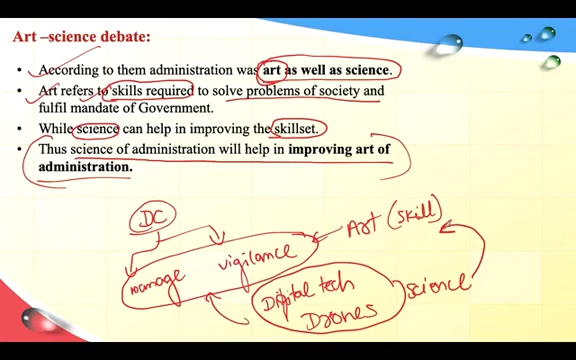 Art –science debate:
• According to them administration was art as well as science.
• Art refers to skills required to solve problems of society and
fulfil mandate of Government.
• While science can help in improving the skillset.
• Thus science of administration will help in improving art of
administration.
DC
Art (skill)
manage vigilance
Digital tech
Drones
science